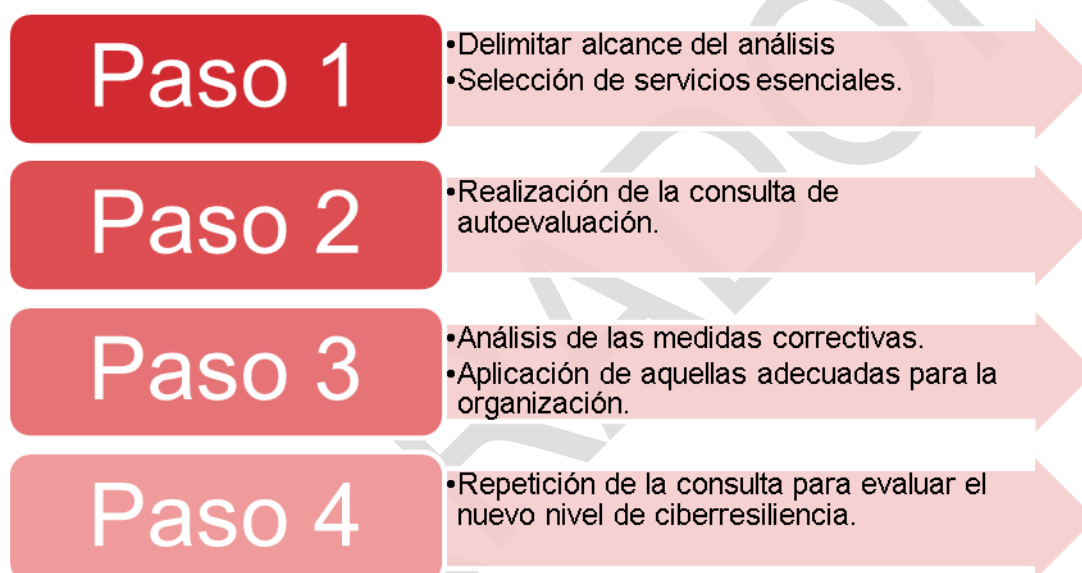 Paso 1
•Delimitar alcance del análisis
•Selección de servicios esenciales.
Paso 2
•Realización de la consulta de
autoevaluación.
Paso 3
•Análisis de las medidas correctivas.
•Aplicación de aquellas adecuadas para la
organización.
Paso 4
•Repetición de la consulta para evaluar el
nuevo nivel de ciberresiliencia.